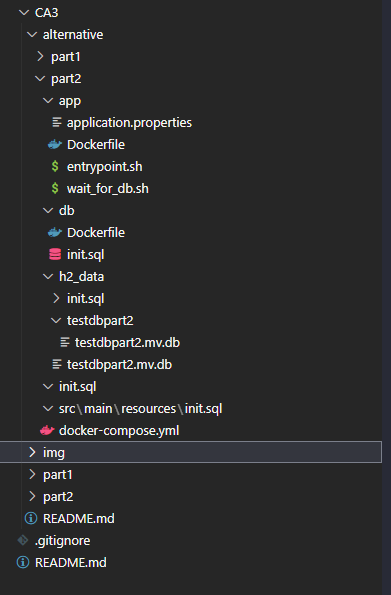 CA3
alternative
part1
part2
app
application.properties
Dockerfile
entrypoint.sh
wait_for_db.sh
db
Dockerfile
init.sql
h2_data
init.sql
testdbpart2
testdbpart2.mv.db
testdbpart2.mv.db
init.sql
src\main\resources\init.sql
docker-compose.yml
img
part1
part2
README.md
.gitignore
README.md